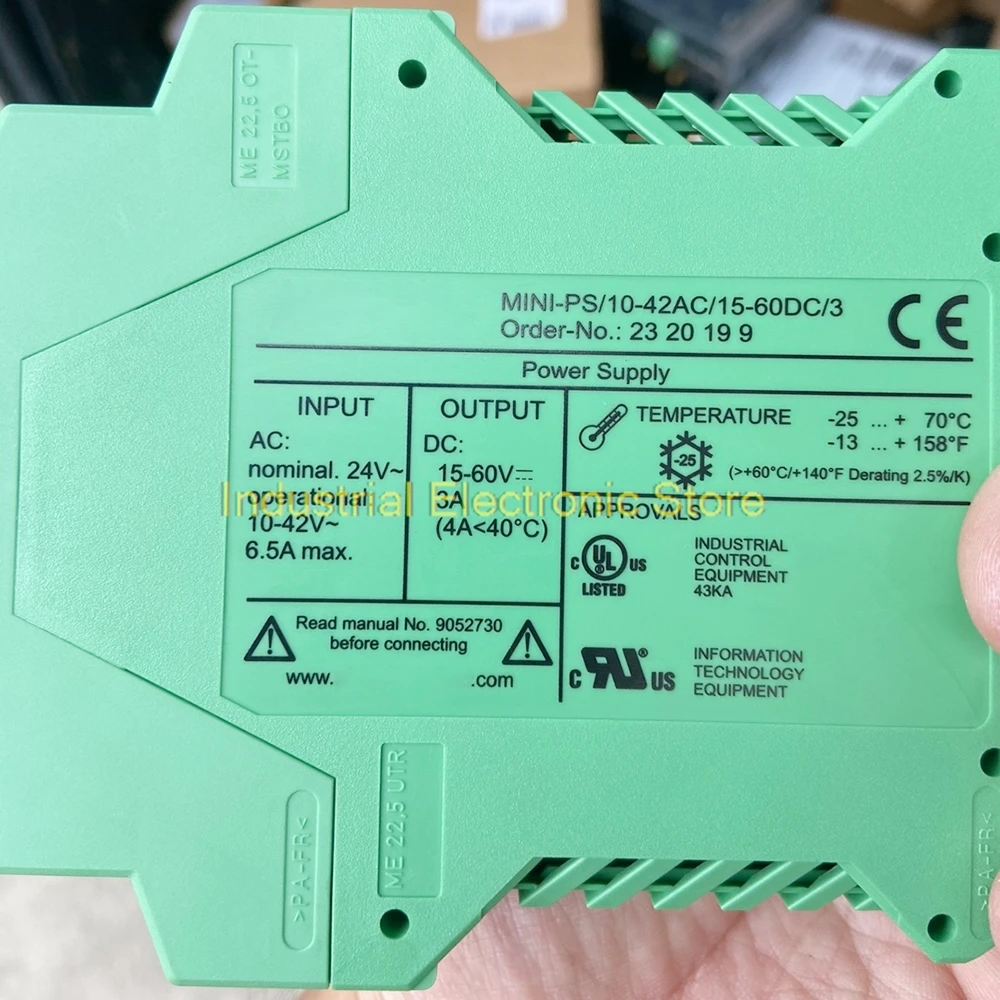 ME 22,5 OT-
MSTBO
MINI-PS/10-42AC/15-60DC/3
Order-No.: 23 20 19 9
CE
Power Supply
INPUT
AC:
nominal. 24V~
operational:
10-42V~
6.5A max.
OUTPUT
DC:
15-60V⎓
3A
(4A<40°C)
TEMPERATURE
-25 ... + 70°C
-13 ... + 158°F
-25
(>+60°C/+140°F Derating 2.5%/K)
Industrial Electronic Store
APPROVALS
C UL US
LISTED
INDUSTRIAL
CONTROL
EQUIPMENT
43KA
Read manual No. 9052730
before connecting
www. .com
C RU® US
INFORMATION
TECHNOLOGY
EQUIPMENT
ME 22,5 UTR
>PA-FR<
>PA-FR<